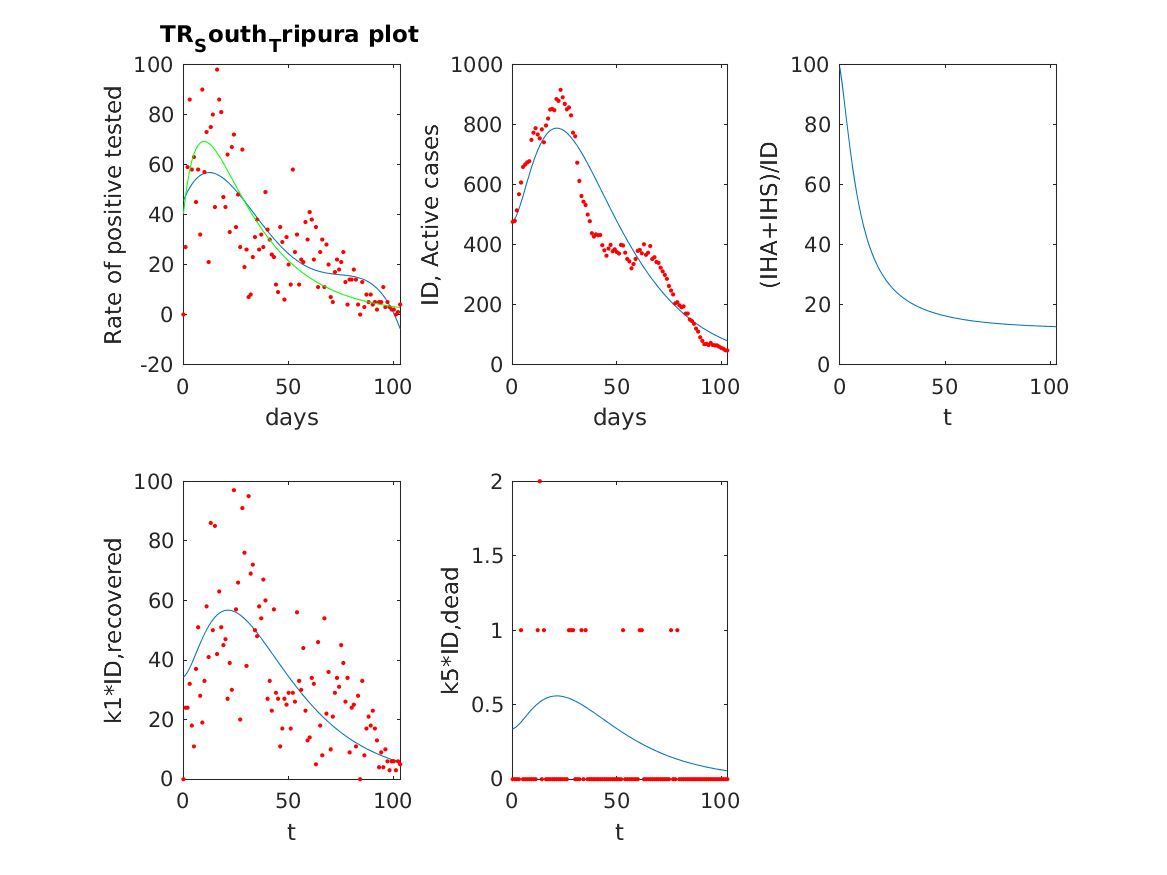 TR_South_Tripura plot
100
80
60
40
20
0
-20
0 50 100
days
Rate of positive tested
1000
800
600
400
200
0
0 50 100
days
ID, Active cases
100
80
60
40
20
0
0 50 100
t
(IHA+IHS)/ID
100
80
60
40
20
0
0 50 100
t
k1*ID,recovered
2
1.5
1
0.5
0
0 50 100
t
k5*ID,dead